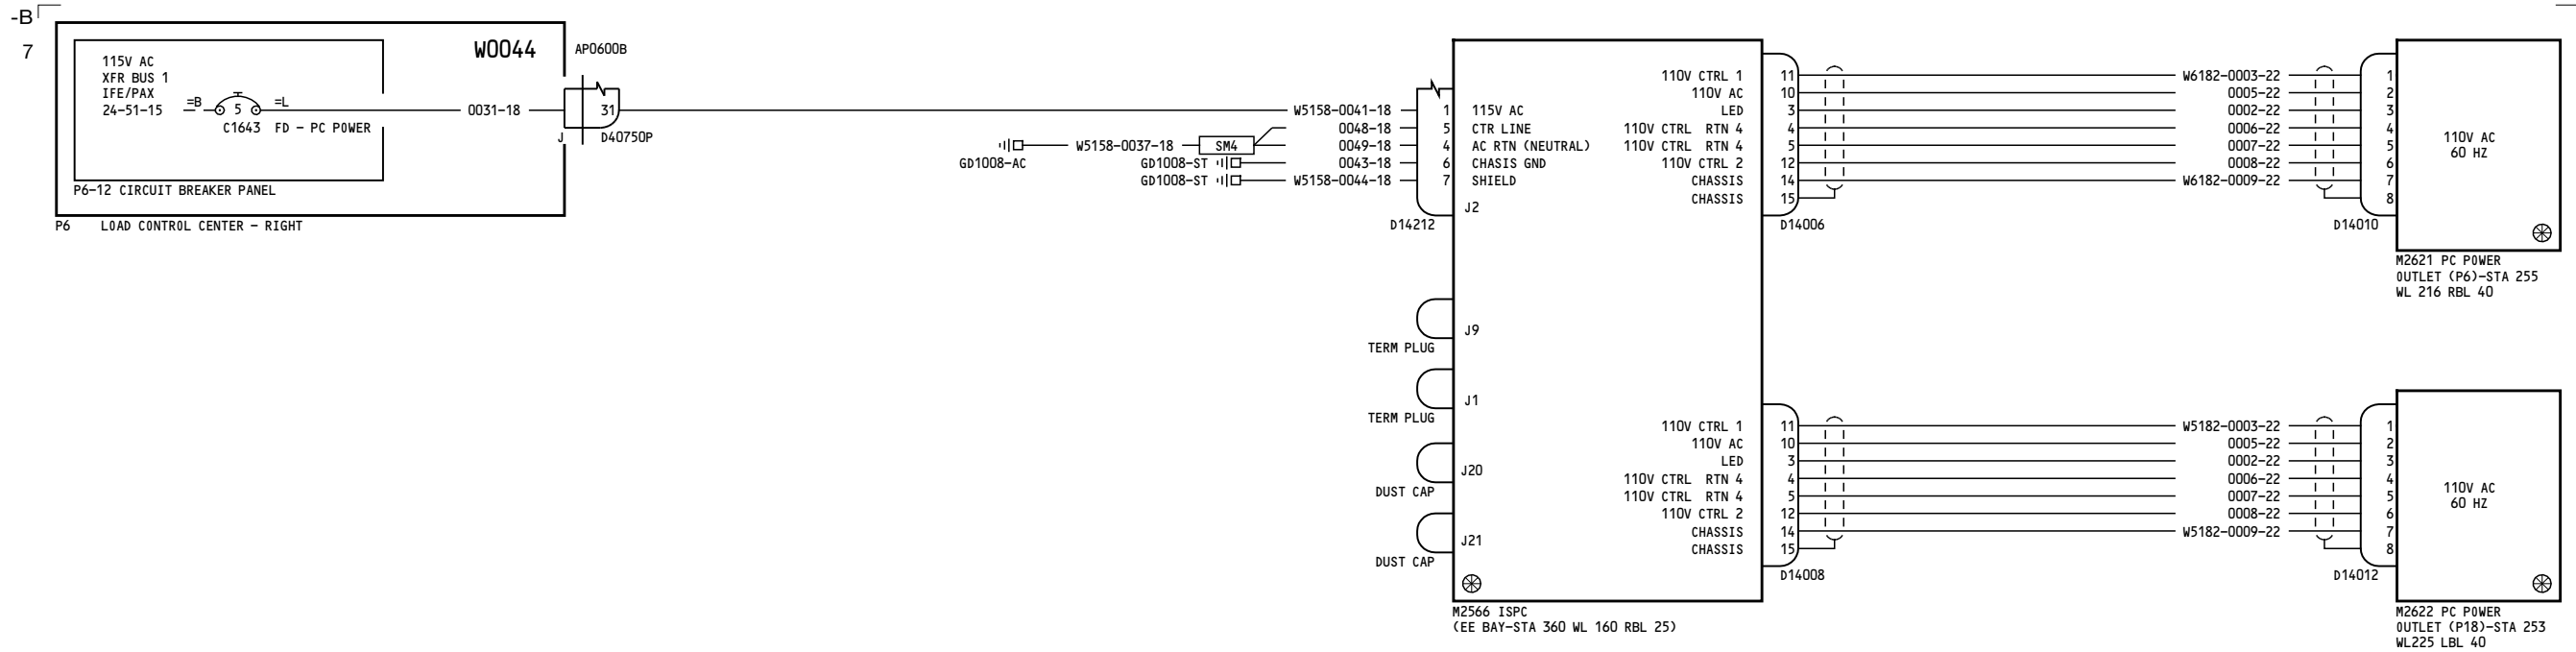 -B
7
W0044
AP0600B
115V AC
XFR BUS 1
IFE/PAX
24-51-15
=B
5
=L
C1643 FD - PC POWER
0031-18
31
J
D40750P
P6-12 CIRCUIT BREAKER PANEL
P6 LOAD CONTROL CENTER - RIGHT
W5158-0041-18
1 115V AC
0048-18
5 CTR LINE
W5158-0037-18
SM4
0049-18
4 AC RTN (NEUTRAL)
GD1008-AC
GD1008-ST
0043-18
6 CHASIS GND
GD1008-ST
W5158-0044-18
7 SHIELD
J2
D14212
J9
TERM PLUG
J1
TERM PLUG
J20
DUST CAP
J21
DUST CAP
M2566 ISPC
(EE BAY-STA 360 WL 160 RBL 25)
110V CTRL 1 11
110V AC 10
LED 3
110V CTRL RTN 4 4
110V CTRL RTN 4 5
110V CTRL 2 12
CHASSIS 14
CHASSIS 15
D14006
W6182-0003-22 1
0005-22 2
0002-22 3
0006-22 4
0007-22 5
0008-22 6
W6182-0009-22 7
8
D14010
110V AC
60 HZ
M2621 PC POWER
OUTLET (P6)-STA 255
WL 216 RBL 40
110V CTRL 1 11
110V AC 10
LED 3
110V CTRL RTN 4 4
110V CTRL RTN 4 5
110V CTRL 2 12
CHASSIS 14
CHASSIS 15
D14008
W5182-0003-22 1
0005-22 2
0002-22 3
0006-22 4
0007-22 5
0008-22 6
W5182-0009-22 7
8
D14012
110V AC
60 HZ
M2622 PC POWER
OUTLET (P18)-STA 253
WL225 LBL 40